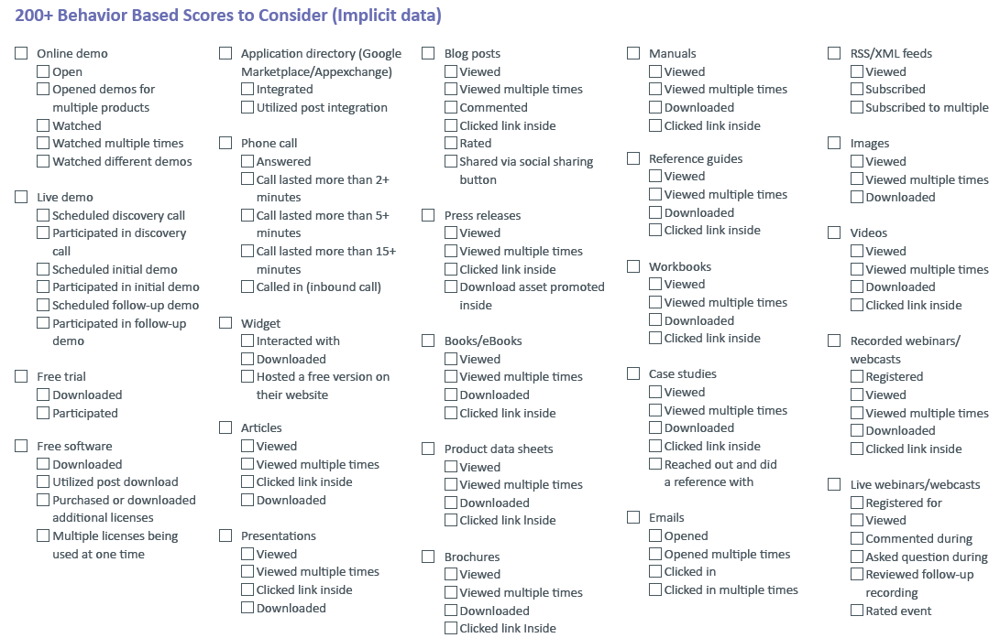 200+ Behavior Based Scores to Consider (Implicit data)
Online demo
Open
Opened demos for
multiple products
Watched
Watched multiple times
Watched different demos
Live demo
Scheduled discovery call
Participated in discovery
call
Scheduled initial demo
Participated in initial demo
Scheduled follow-up demo
Participated in follow-up
demo
Free trial
Downloaded
Participated
Free software
Downloaded
Utilized post download
Purchased or downloaded
additional licenses
Multiple licenses being
used at one time
Application directory (Google
Marketplace/Appexchange)
Integrated
Utilized post integration
Phone call
Answered
Call lasted more than 2+
minutes
Call lasted more than 5+
minutes
Call lasted more than 15+
minutes
Called in (inbound call)
Widget
Interacted with
Downloaded
Hosted a free version on
their website
Articles
Viewed
Viewed multiple times
Clicked link inside
Downloaded
Presentations
Viewed
Viewed multiple times
Clicked link inside
Downloaded
Blog posts
Viewed
Viewed multiple times
Commented
Clicked link inside
Rated
Shared via social sharing
button
Press releases
Viewed
Viewed multiple times
Clicked link inside
Download asset promoted
inside
Books/eBooks
Viewed
Viewed multiple times
Downloaded
Clicked link inside
Product data sheets
Viewed
Viewed multiple times
Downloaded
Clicked link Inside
Brochures
Viewed
Viewed multiple times
Downloaded
Clicked link Inside
Manuals
Viewed
Viewed multiple times
Downloaded
Clicked link inside
Reference guides
Viewed
Viewed multiple times
Downloaded
Clicked link inside
Workbooks
Viewed
Viewed multiple times
Downloaded
Clicked link inside
Case studies
Viewed
Viewed multiple times
Downloaded
Clicked link inside
Reached out and did
a reference with
Emails
Opened
Opened multiple times
Clicked in
Clicked in multiple times
RSS/XML feeds
Viewed
Subscribed
Subscribed to multiple
Images
Viewed
Viewed multiple times
Downloaded
Videos
Viewed
Viewed multiple times
Downloaded
Clicked link inside
Recorded webinars/
webcasts
Registered
Viewed
Viewed multiple times
Downloaded
Clicked link inside
Live webinars/webcasts
Registered for
Viewed
Commented during
Asked question during
Reviewed follow-up
recording
Rated event